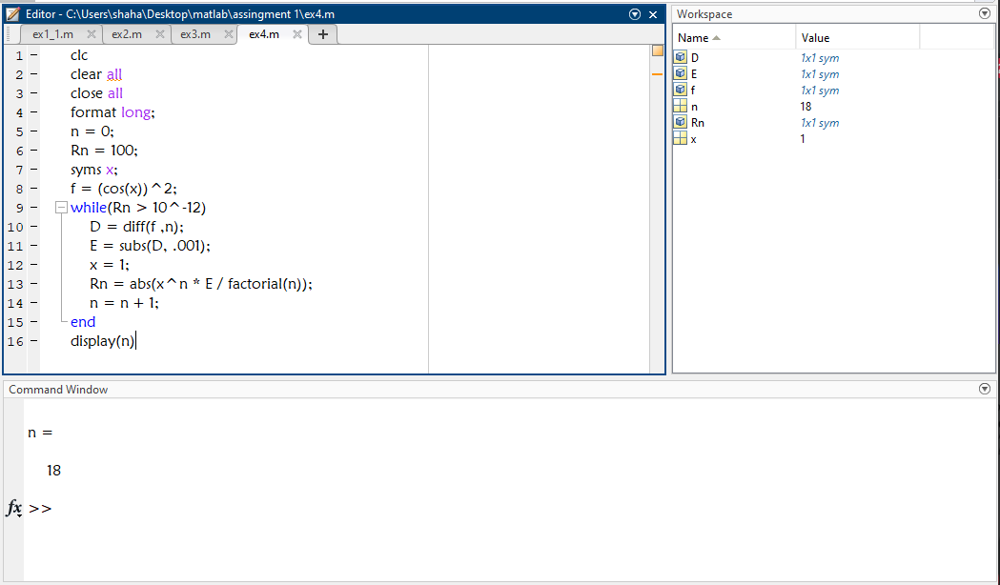 Editor - C:\Users\shaha\Desktop\matlab\assingment 1\ex4.m
ex1_1.m ex2.m ex3.m ex4.m +
1 - clc
2 - clear all
3 - close all
4 - format long;
5 - n = 0;
6 - Rn = 100;
7 - syms x;
8 - f = (cos(x))^2;
9 - while(Rn > 10^-12)
10 - D = diff(f ,n);
11 - E = subs(D, .001);
12 - x = 1;
13 - Rn = abs(x^n * E / factorial(n));
14 - n = n + 1;
15 - end
16 - display(n)
Workspace
Name Value
D 1x1 sym
E 1x1 sym
f 1x1 sym
n 18
Rn 1x1 sym
x 1
Command Window
n =
18
fx >>